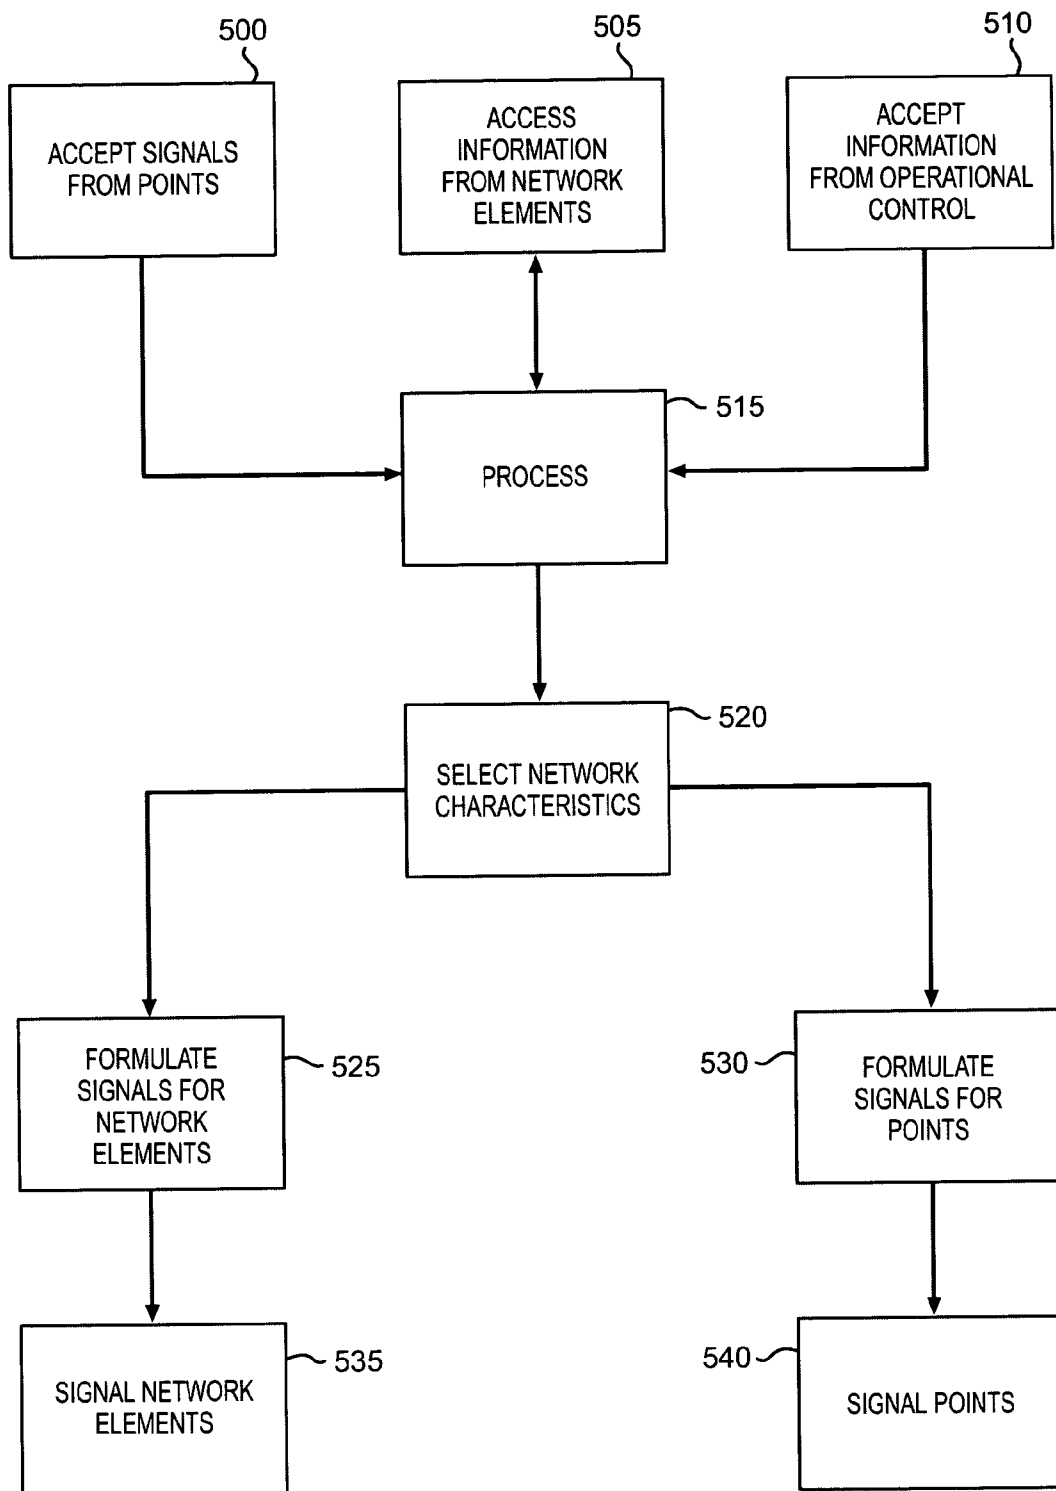 500
505
510
ACCEPT SIGNALS
FROM POINTS
ACCESS
INFORMATION
FROM NETWORK
ELEMENTS
ACCEPT
INFORMATION
FROM OPERATIONAL
CONTROL
515
PROCESS
520
SELECT NETWORK
CHARACTERISTICS
FORMULATE
SIGNALS FOR
NETWORK
ELEMENTS
525
530
FORMULATE
SIGNALS FOR
POINTS
535
SIGNAL NETWORK
ELEMENTS
540
SIGNAL POINTS